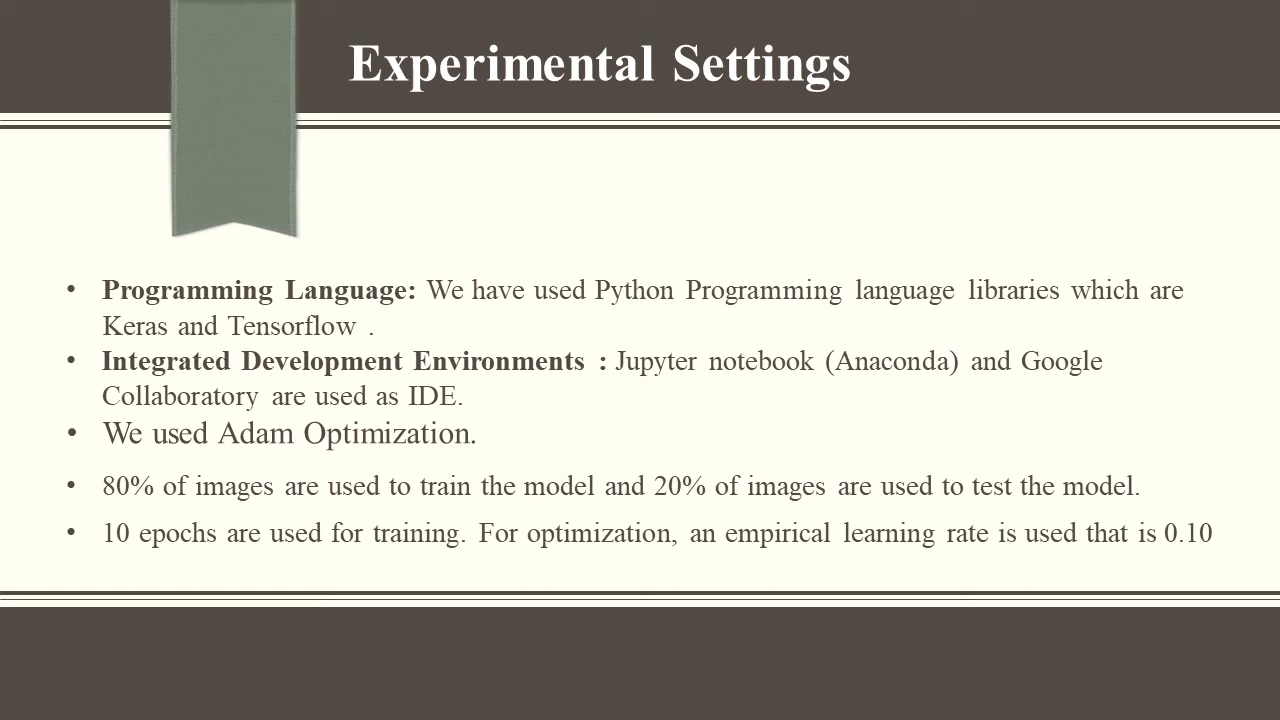 Experimental Settings
• Programming Language: We have used Python Programming language libraries which are
Keras and Tensorflow .
• Integrated Development Environments : Jupyter notebook (Anaconda) and Google
Collaboratory are used as IDE.
• We used Adam Optimization.
• 80% of images are used to train the model and 20% of images are used to test the model.
• 10 epochs are used for training. For optimization, an empirical learning rate is used that is 0.10